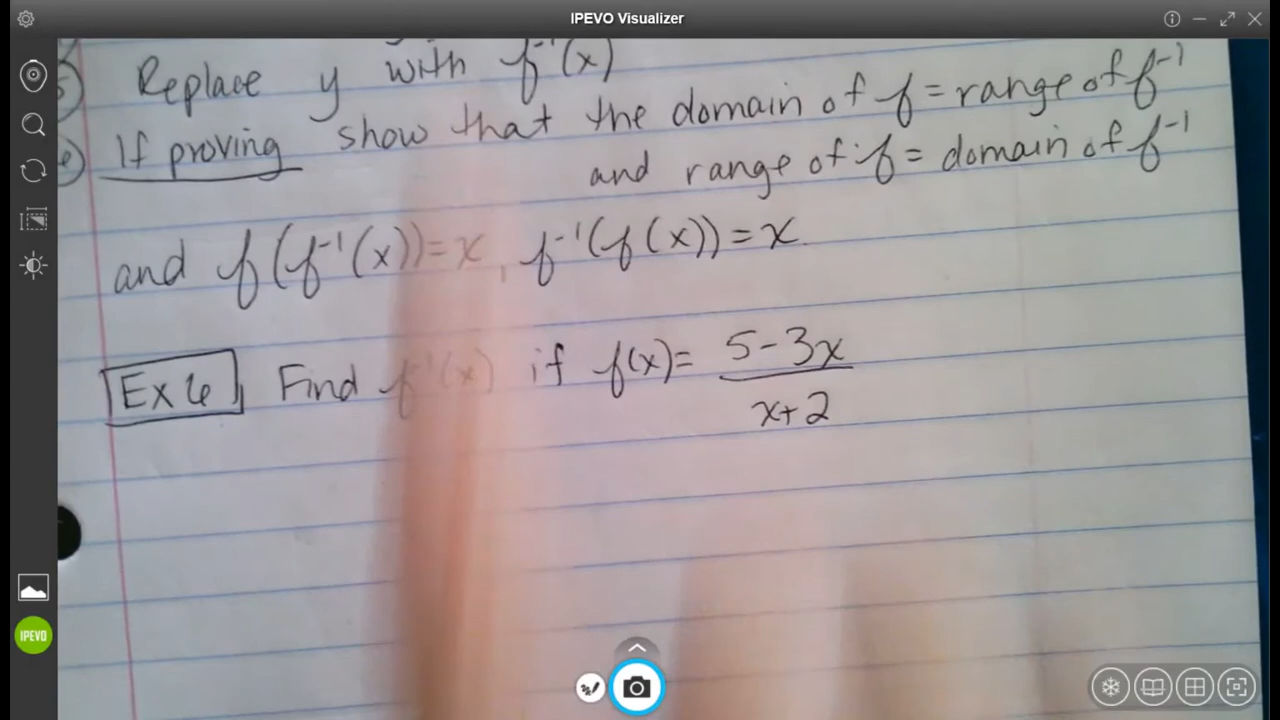 IPEVO Visualizer
5) Replace y with f⁻¹(x)
If proving show that the domain of f = range of f⁻¹
and range of f = domain of f⁻¹
and f(f⁻¹(x)) = x, f⁻¹(f(x)) = x.
Ex 6 Find f⁻¹(x) if f(x) = 5-3x
x+2
IPEVO